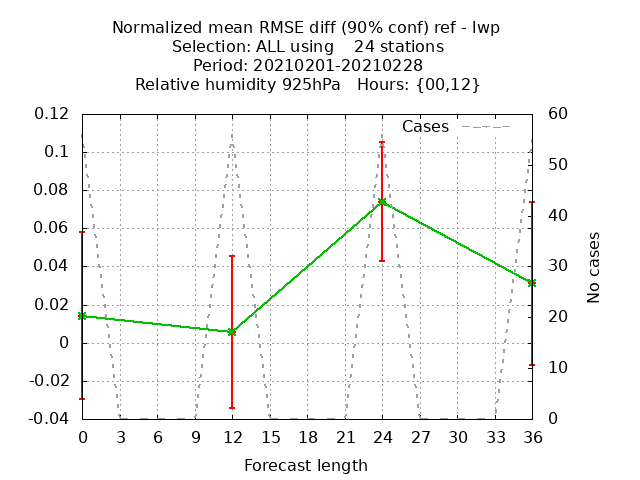 Normalized mean RMSE diff (90% conf) ref - lwp
Selection: ALL using    24 stations
Period: 20210201-20210228
Relative humidity 925hPa   Hours: {00,12}
0.12
0.1
0.08
0.06
0.04
0.02
0
-0.02
-0.04
Cases
60
50
40
30
20
10
0
No cases
0 3 6 9 12 15 18 21 24 27 30 33 36
Forecast length